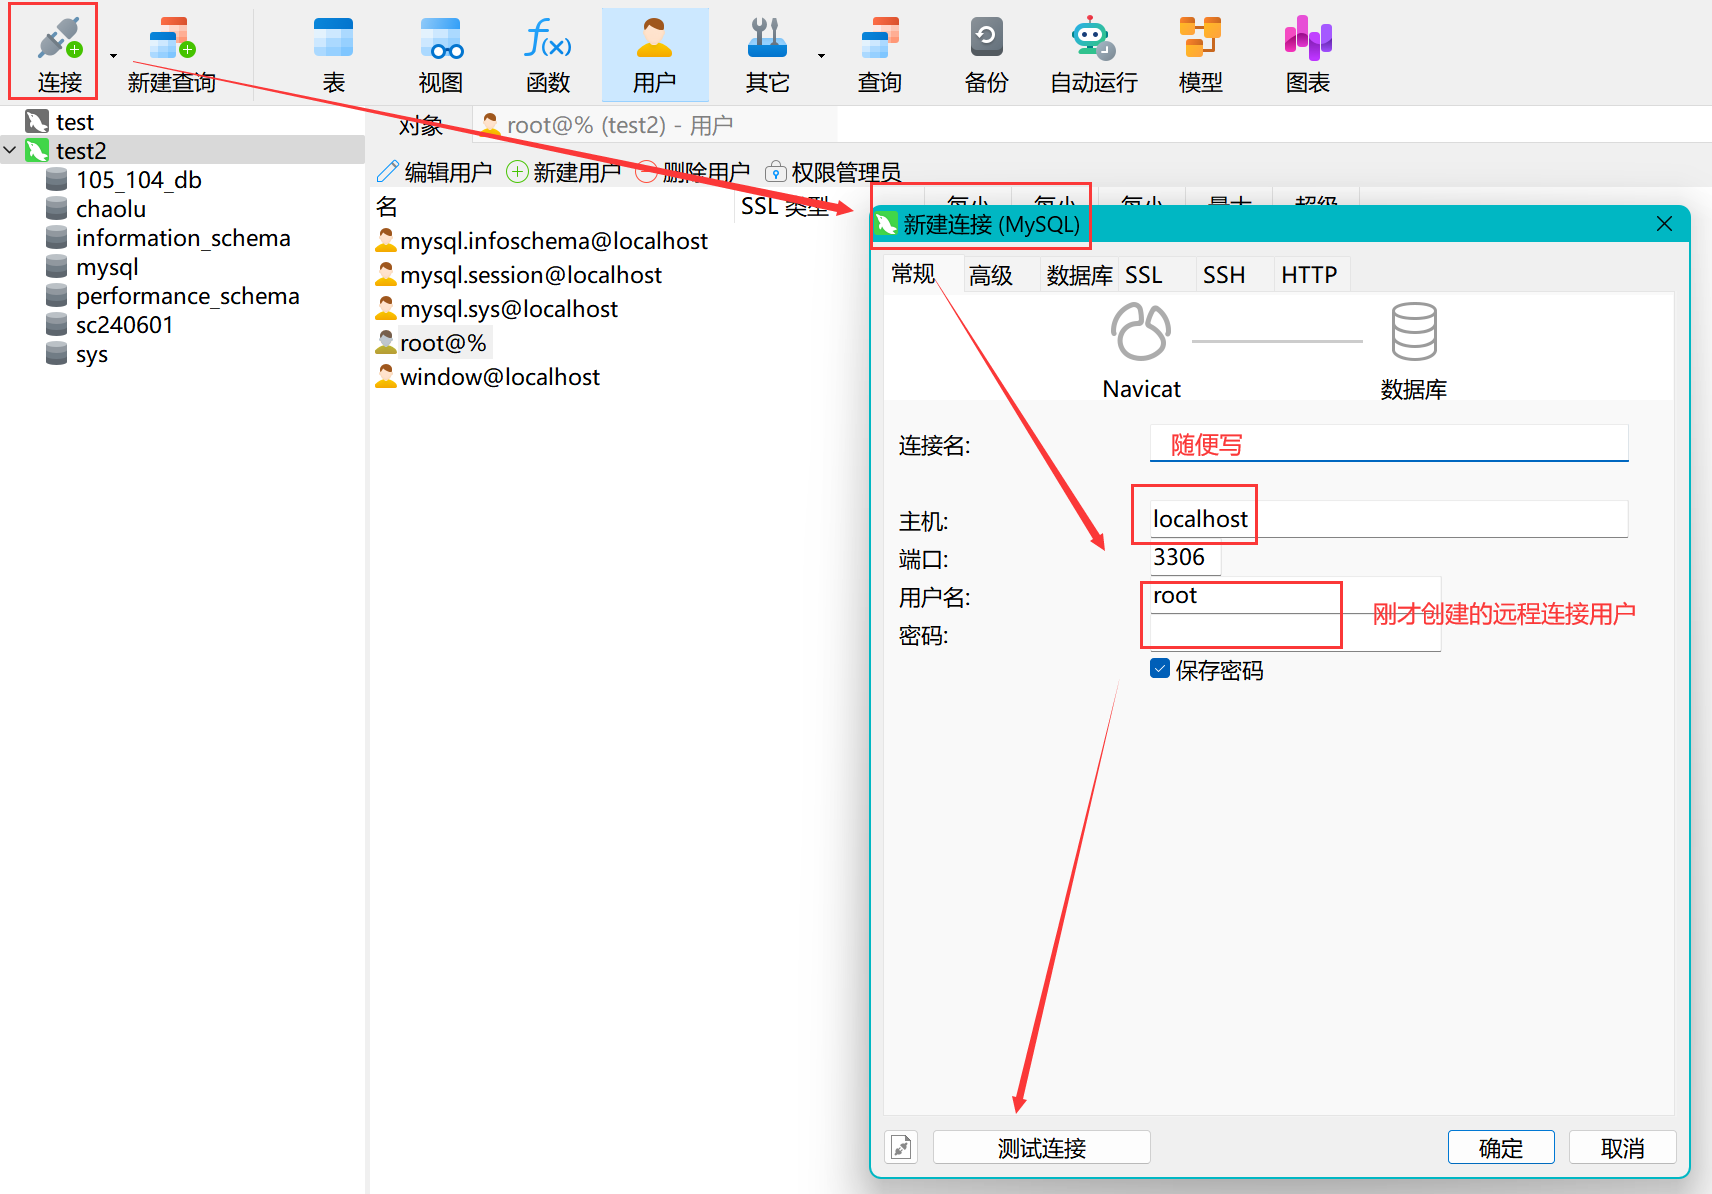 连接 新建查询 表 视图 函数 用户 其它 查询 备份 自动运行 模型 图表
test
test2
105_104_db
chaolu
information_schema
mysql
performance_schema
sc240601
sys
对象 root@% (test2) - 用户
编辑用户 新建用户 删除用户 权限管理员
名 SSL 类型
mysql.infoschema@localhost
mysql.session@localhost
mysql.sys@localhost
root@%
window@localhost
新建连接 (MySQL)
常规 高级 数据库 SSL SSH HTTP
Navicat 数据库
连接名: 随便写
主机: localhost
端口: 3306
用户名: root
密码:
刚才创建的远程连接用户
保存密码
测试连接 确定 取消